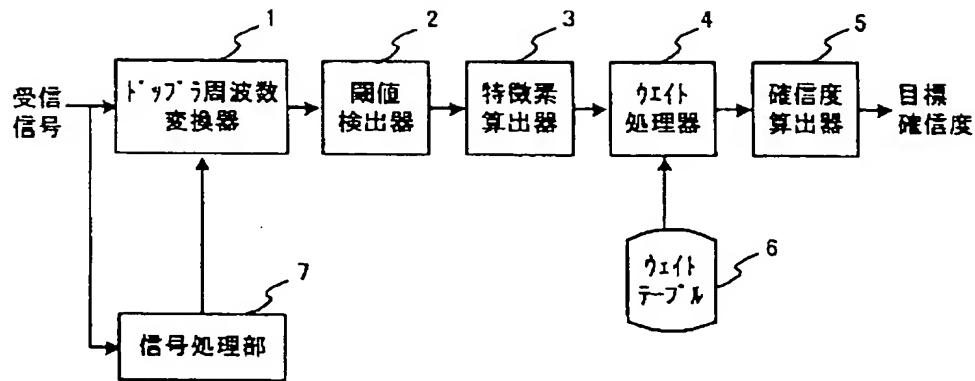 1
2
3
4
5
受信
信号
ドップラ周波数
変換器
閾値
検出器
特徴素
算出器
ウェイト
処理器
確信度
算出器
目標
確信度
6
ウェイト
テーブル
7
信号処理部